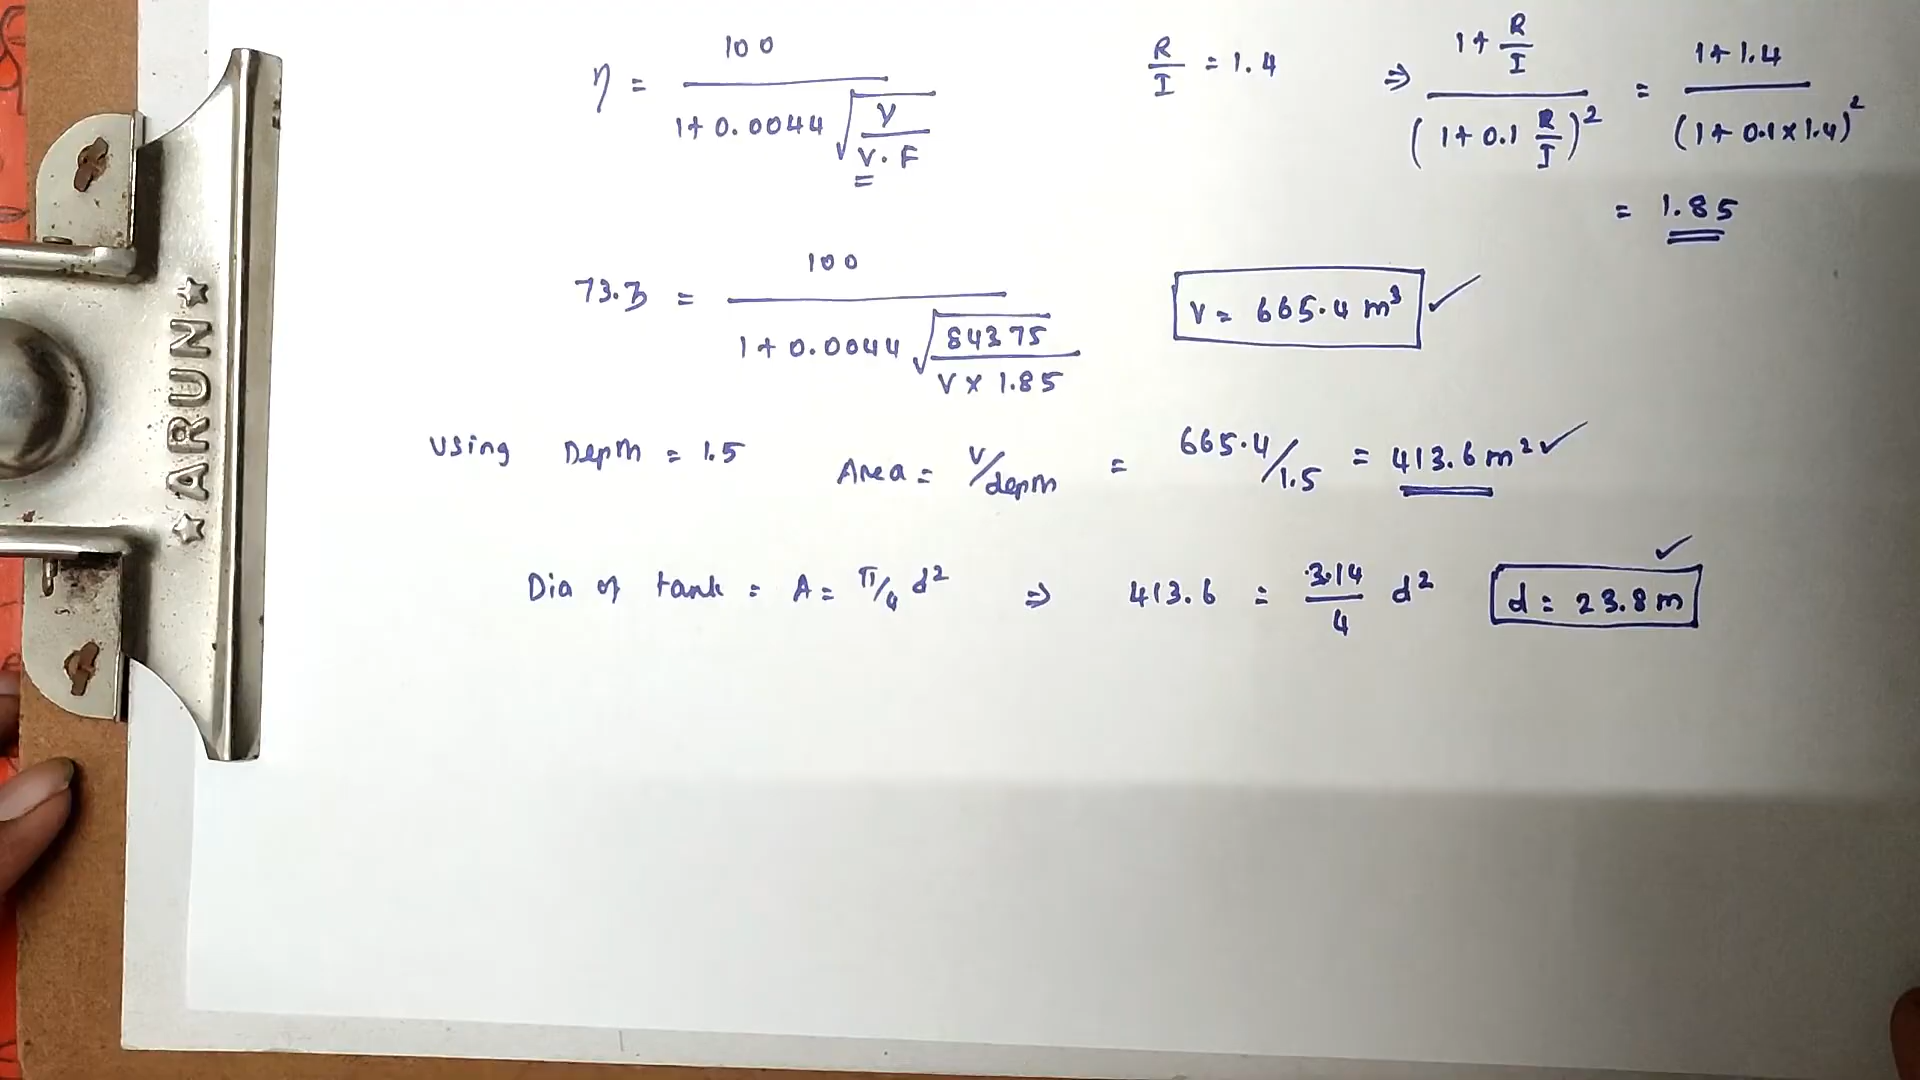 η = 100 / (1+0.0044 √(V / V.F))
R/I = 1.4 ⇒ (1+ R/I) / (1+0.1 R/I)² = (1+1.4) / (1+0.1x1.4)²
= 1.85
73.3 = 100 / (1+0.0044 √(84375 / V x 1.85))
V = 665.4 m³ ✓
Using Depth = 1.5 Area = V/depth = 665.4/1.5 = 413.6 m² ✓
Dia of tank = A = π/4 d² ⇒ 413.6 = 3.14/4 d² d = 23.8 m ✓
☆ARUN☆